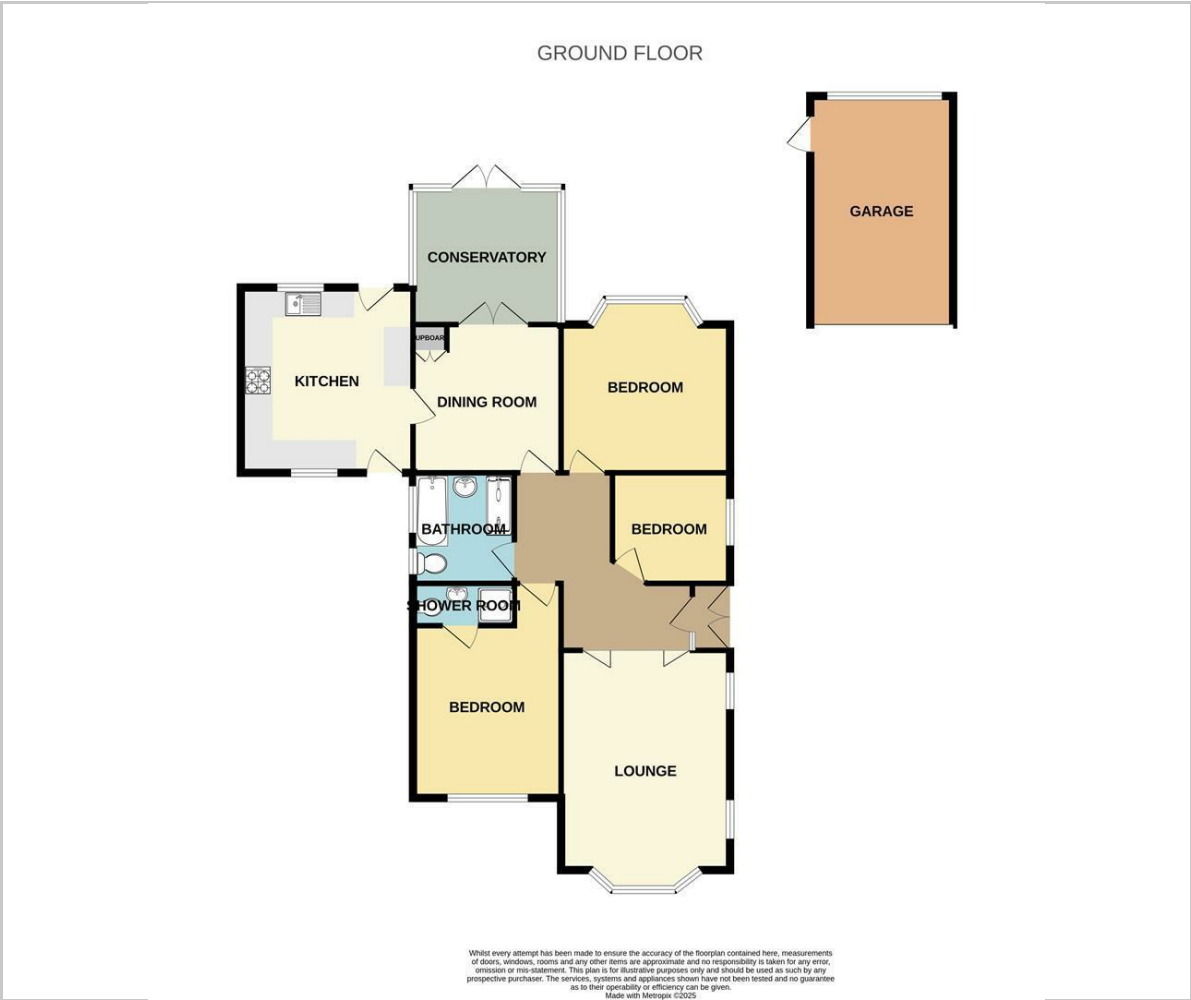 GROUND FLOOR
GARAGE
CONSERVATORY
UPBOAR
KITCHEN
DINING ROOM
BEDROOM
BATHROOM
BEDROOM
SHOWER ROOM
BEDROOM
LOUNGE
Whilst every attempt has been made to ensure the accuracy of the floorplan contained here, measurements
of doors, windows, rooms and any other items are approximate and no responsibility is taken for any error,
omission or mis-statement. This plan is for illustrative purposes only and should be used as such by any
prospective purchaser. The services, systems and appliances shown have not been tested and no guarantee
as to their operability or efficiency can be given.
Made with Metropix ©2025